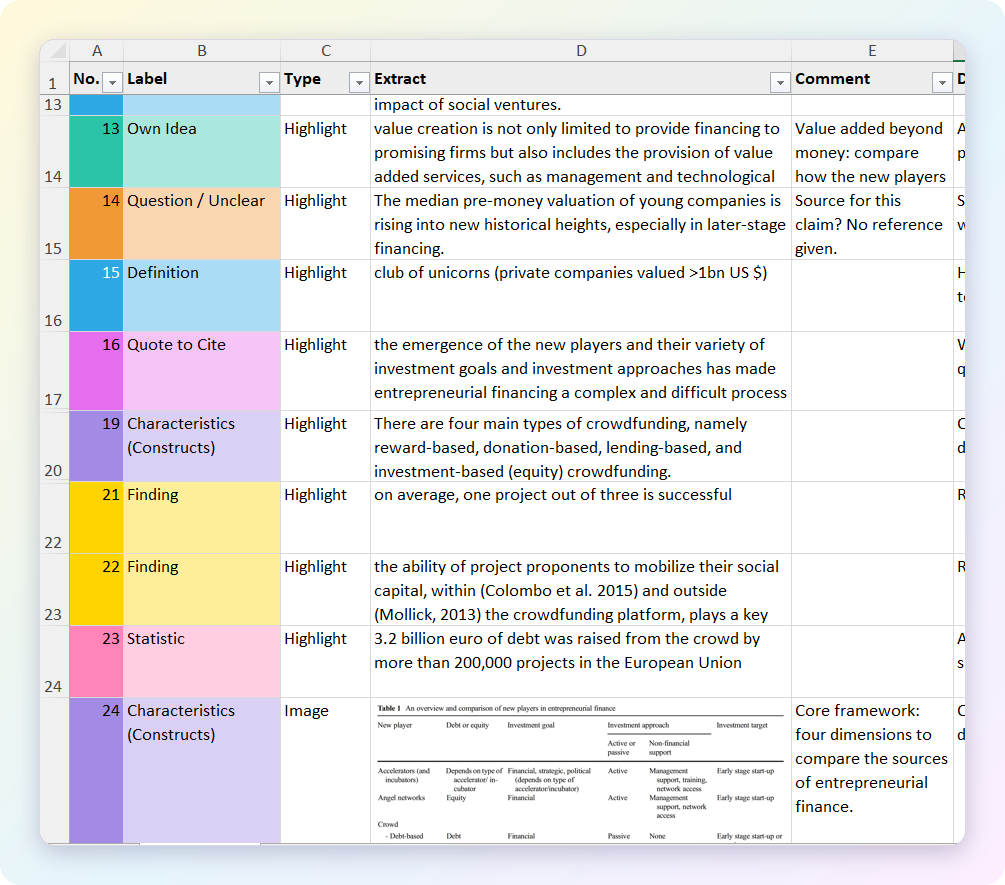 A B C D E
1 No. Label Type Extract Comment D
13 impact of social ventures.
13 Own Idea Highlight value creation is not only limited to provide financing to Value added beyond A
promising firms but also includes the provision of value money: compare p
14 added services, such as management and technological how the new players
14 Question / Unclear Highlight The median pre-money valuation of young companies is Source for this S
rising into new historical heights, especially in later-stage claim? No reference w
15 financing. given.
15 Definition Highlight club of unicorns (private companies valued >1bn US $) H
16
16 Quote to Cite Highlight the emergence of the new players and their variety of
investment goals and investment approaches has made q
17 entrepreneurial financing a complex and difficult process
19 Characteristics Highlight There are four main types of crowdfunding, namely C
(Constructs) reward-based, donation-based, lending-based, and d
20 investment-based (equity) crowdfunding.
21 Finding Highlight on average, one project out of three is successful R
22
22 Finding Highlight the ability of project proponents to mobilize their social R
capital, within (Colombo et al. 2015) and outside
23 (Mollick, 2013) the crowdfunding platform, plays a key
23 Statistic Highlight 3.2 billion euro of debt was raised from the crowd by A
more than 200,000 projects in the European Union s
24
24 Characteristics Image Core framework: C
(Constructs) four dimensions to d
compare the sources
of entrepreneurial
finance.
Table 1 An overview and comparison of new players in entrepreneurial finance
New player Debt or equity Investment goal Investment approach Investment target
Active or Non-financial
passive support
Accelerators (and Depends on type of Financial, strategic, political Active Management Early stage start-up
incubators) accelerator/ in- (depends on type of support, training,
cubator accelerator/incubator) network access
Angel networks Equity Financial Active Management Early stage start-up
support, network
access
Crowd
- Debt-based Debt Financial Passive None Early stage start-up or